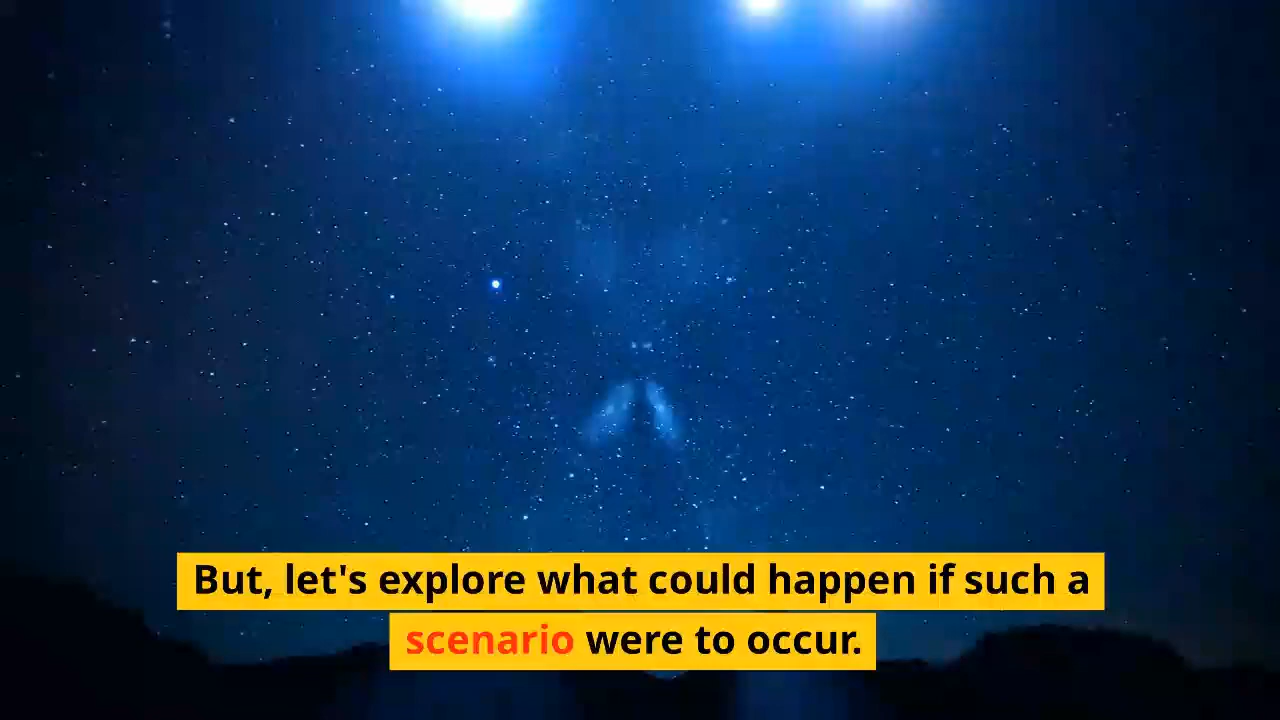 But, let's explore what could happen if such a
scenario were to occur.